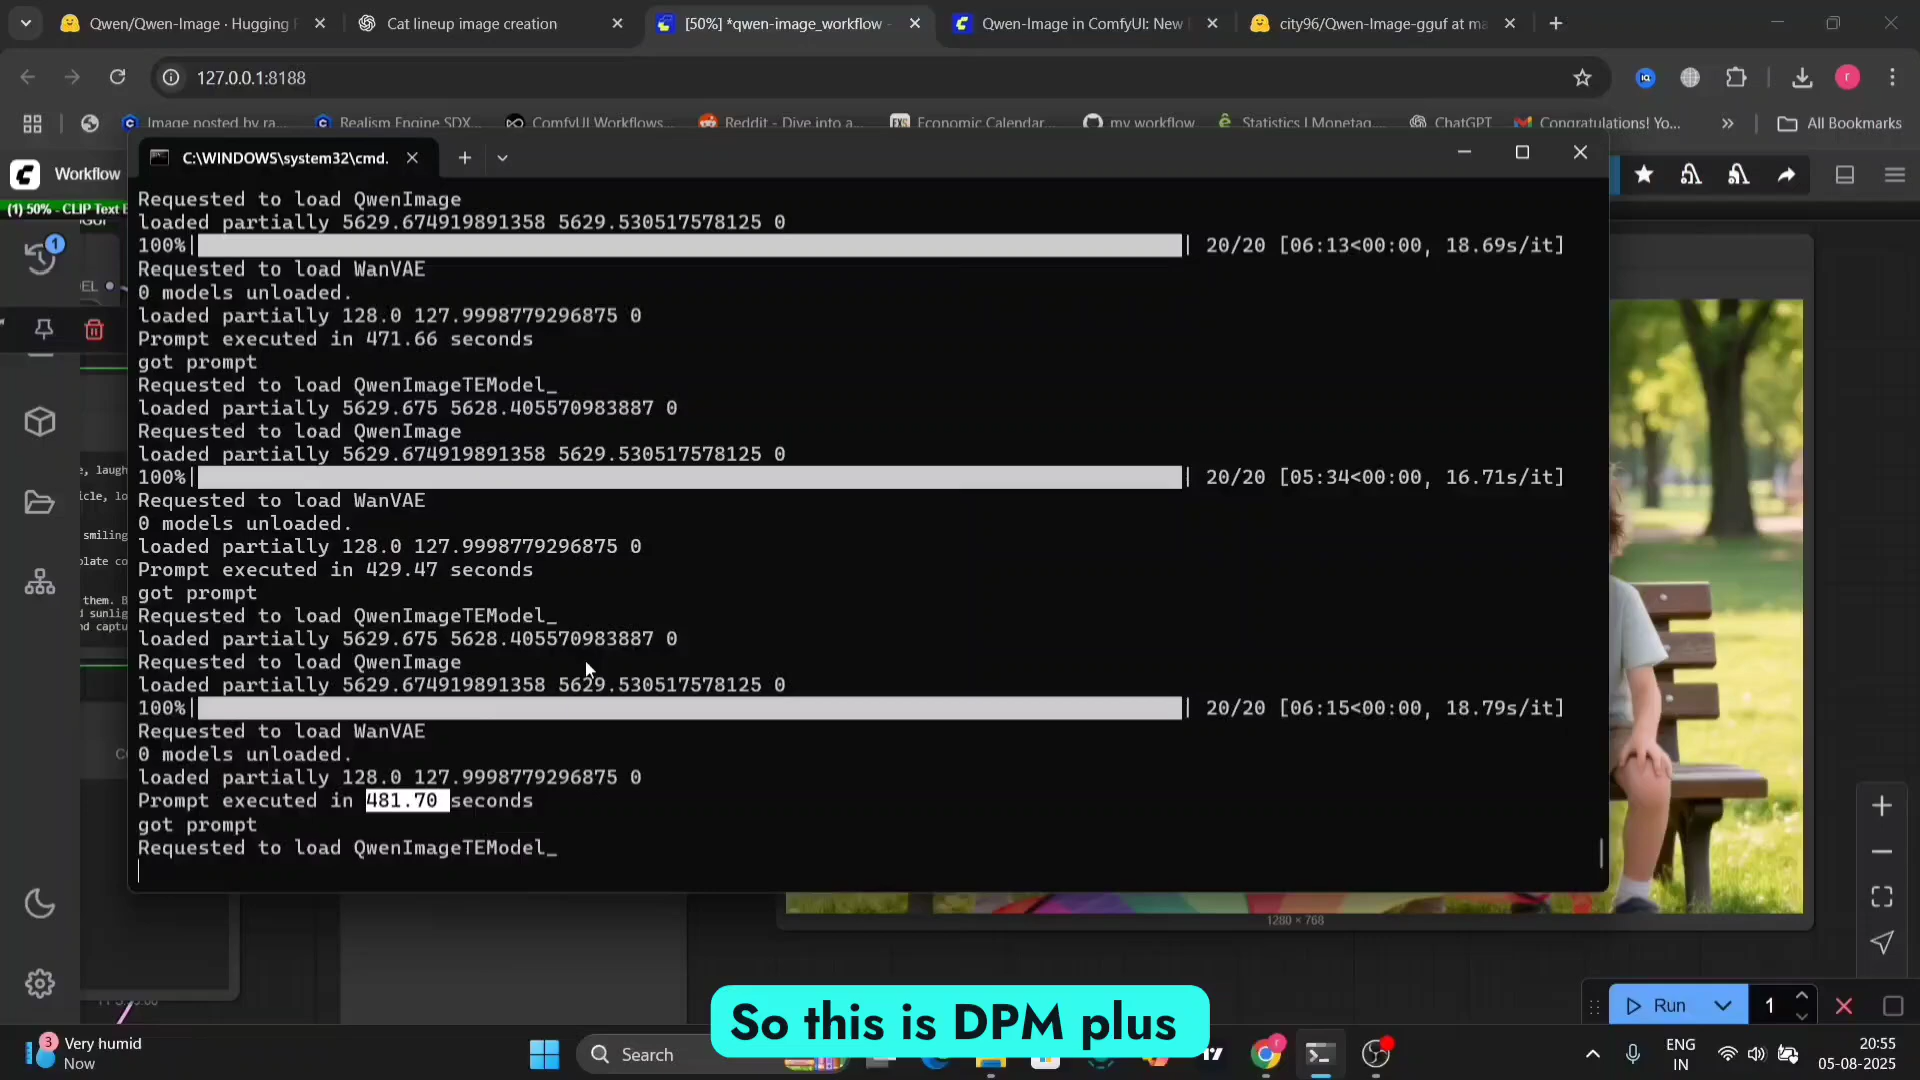 Qwen/Qwen-Image · Hugging F
Cat lineup image creation
[50%] *qwen-image_workflow -
Qwen-Image in ComfyUI: New
city96/Qwen-Image-gguf at ma
127.0.0.1:8188
Image posted by ra...
Realism Engine SDX...
ComfyUI Workflows...
Reddit - Dive into a...
Economic Calendar...
my workflow
Statistics | Monetag...
ChatGPT
Congratulations! Yo...
All Bookmarks
Workflow
C:\WINDOWS\system32\cmd.
(1) 50% - CLIP Text E
Requested to load QwenImage
loaded partially 5629.674919891358 5629.530517578125 0
100%| | 20/20 [06:13<00:00, 18.69s/it]
Requested to load WanVAE
0 models unloaded.
loaded partially 128.0 127.9998779296875 0
Prompt executed in 471.66 seconds
got prompt
Requested to load QwenImageTEModel_
loaded partially 5629.675 5628.405570983887 0
Requested to load QwenImage
loaded partially 5629.674919891358 5629.530517578125 0
100%| | 20/20 [05:34<00:00, 16.71s/it]
Requested to load WanVAE
0 models unloaded.
loaded partially 128.0 127.9998779296875 0
Prompt executed in 429.47 seconds
got prompt
Requested to load QwenImageTEModel_
loaded partially 5629.675 5628.405570983887 0
Requested to load QwenImage
loaded partially 5629.674919891358 5629.530517578125 0
100%| | 20/20 [06:15<00:00, 18.79s/it]
Requested to load WanVAE
0 models unloaded.
loaded partially 128.0 127.9998779296875 0
Prompt executed in 481.70 seconds
got prompt
Requested to load QwenImageTEModel_
1
e, laugh
icle, lo
smiling
olate co
them. B
d sunlig
nd captu
1280 × 768
Run
1
So this is DPM plus
3
Very humid
Now
Search
ENG
IN
20:55
05-08-2025